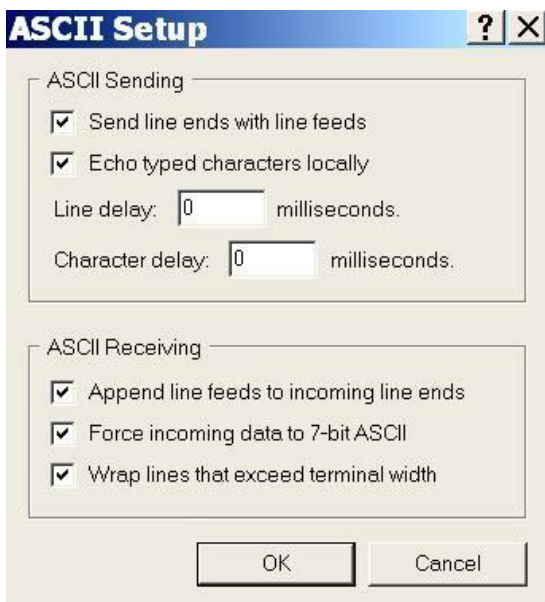 ASCII Setup
ASCII Sending
Send line ends with line feeds
Echo typed characters locally
Line delay: 0 milliseconds.
Character delay: 0 milliseconds.
ASCII Receiving
Append line feeds to incoming line ends
Force incoming data to 7-bit ASCII
Wrap lines that exceed terminal width
OK Cancel